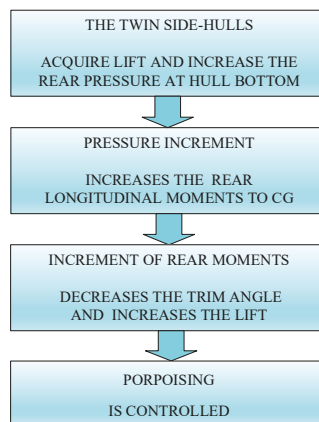 THE TWIN SIDE-HULLS
ACQUIRE LIFT AND INCREASE THE
REAR PRESSURE AT HULL BOTTOM
PRESSURE INCREMENT
INCREASES THE REAR
LONGITUDINAL MOMENTS TO CG
INCREMENT OF REAR MOMENTS
DECREASES THE TRIM ANGLE
AND INCREASES THE LIFT
PORPOISING
IS CONTROLLED